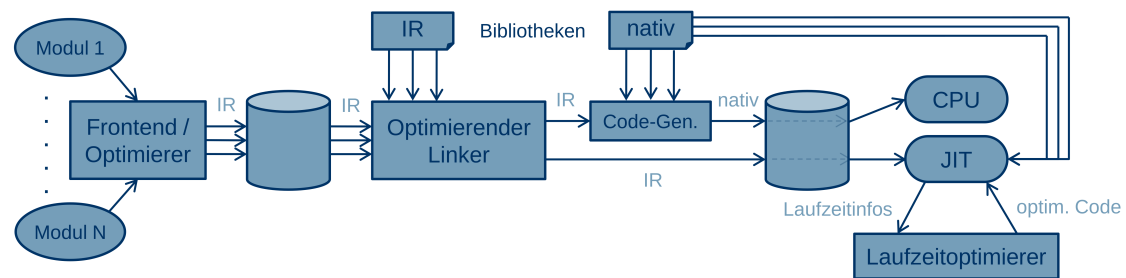 Modul 1
IR
Bibliotheken
nativ
Frontend /
Optimierer
IR
IR
Optimierender
Linker
IR
Code-Gen.
nativ
CPU
JIT
IR
Laufzeitinfos
optim. Code
Modul N
Laufzeitoptimierer